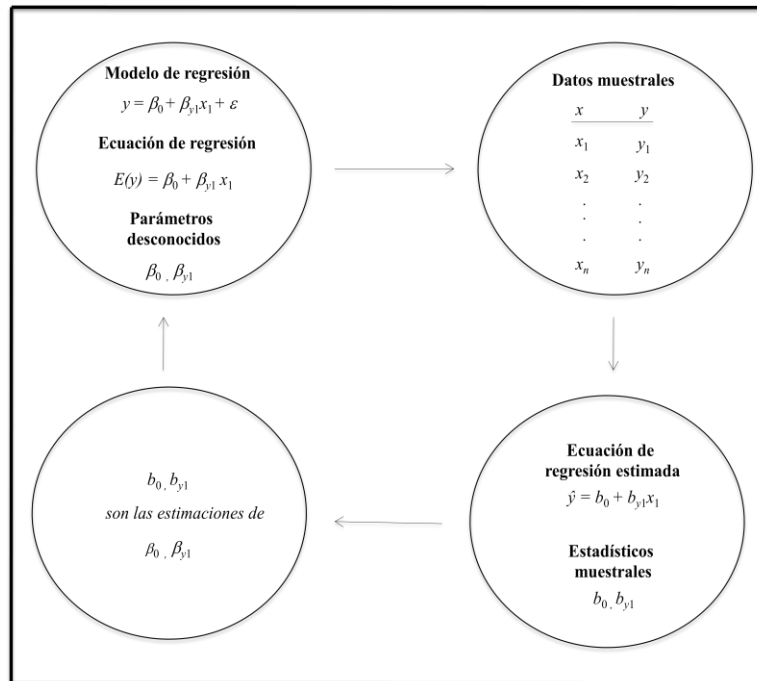 Modelo de regresión
y = β₀ + βy₁x₁ + ε
Ecuación de regresión
E(y) = β₀ + βy₁ x₁
Parámetros
desconocidos
β₀ , βy₁
Datos muestrales
x y
x₁ y₁
x₂ y₂
. .
. .
. .
xₙ yₙ
Ecuación de
regresión estimada
ŷ = b₀ + by₁x₁
Estadísticos
muestrales
b₀ , by₁
b₀ , by₁
son las estimaciones de
β₀ , βy₁